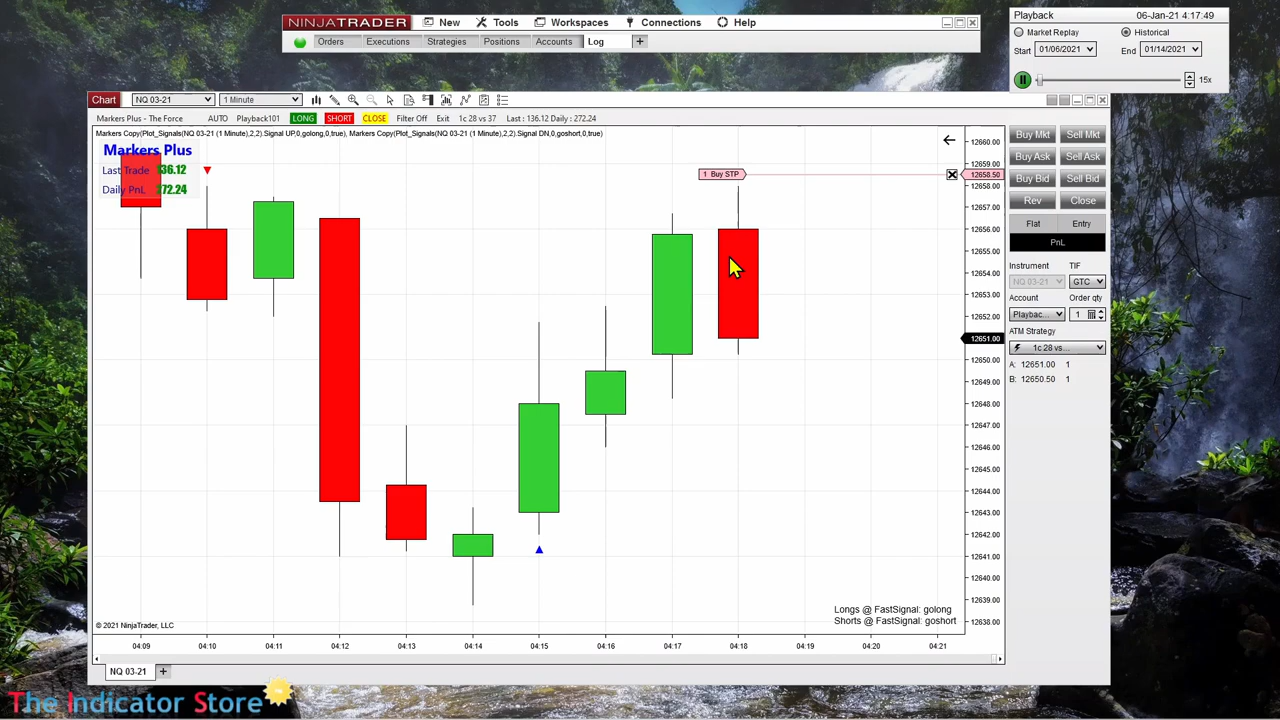 NINJATRADER New Tools Workspaces Connections Help
Orders Executions Strategies Positions Accounts Log +
Playback 06-Jan-21 4:17:49
Market Replay Historical
Start 01/06/2021 End 01/14/2021
15x
Chart NQ 03-21 1 Minute
Markers Plus - The Force AUTO Playback101 LONG SHORT CLOSE Filter Off Exit 1c 28 vs 37 Last : 136.12 Daily : 272.24
Markers Copy(Plot_Signals(NQ 03-21 (1 Minute),2,2).Signal UP,0,golong,0,true), Markers Copy(Plot_Signals(NQ 03-21 (1 Minute),2,2).Signal DN,0,goshort,0,true)
Markers Plus
Last Trade 136.12
Daily PnL 272.24
1 Buy STP
12660.00
12659.00
12658.50
12658.00
12657.00
12656.00
12655.00
12654.00
12653.00
12652.00
12651.00
12650.00
12649.00
12648.00
12647.00
12646.00
12645.00
12644.00
12643.00
12642.00
12641.00
12640.00
12639.00
12638.00
Buy Mkt Sell Mkt
Buy Ask Sell Ask
Buy Bid Sell Bid
Rev Close
Flat Entry
PnL
Instrument TIF
NQ 03-21 GTC
Account Order qty
Playbac... 1
ATM Strategy
1c 28 vs...
A: 12651.00 1
B: 12650.50 1
Longs @ FastSignal: golong
Shorts @ FastSignal: goshort
© 2021 NinjaTrader, LLC
04:09 04:10 04:11 04:12 04:13 04:14 04:15 04:16 04:17 04:18 04:19 04:20 04:21
NQ 03-21 +
The Indicator Store